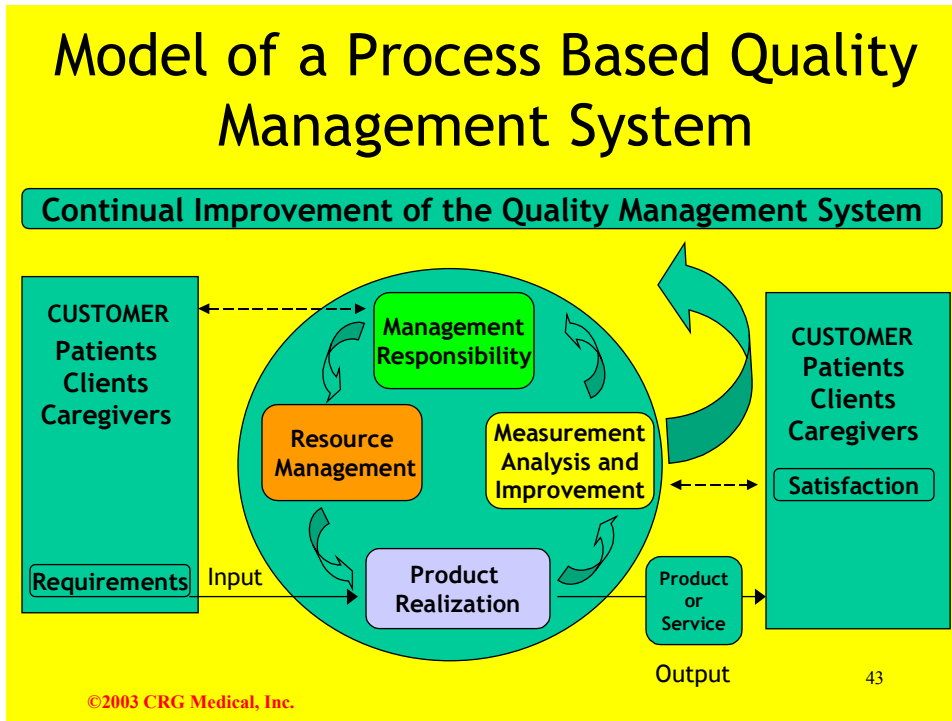 Model of a Process Based Quality
Management System
Continual Improvement of the Quality Management System
CUSTOMER
Patients
Clients
Caregivers
Requirements
Input
Management
Responsibility
Resource
Management
Measurement
Analysis and
Improvement
Product
Realization
Product
or
Service
Output
CUSTOMER
Patients
Clients
Caregivers
Satisfaction
43
©2003 CRG Medical, Inc.